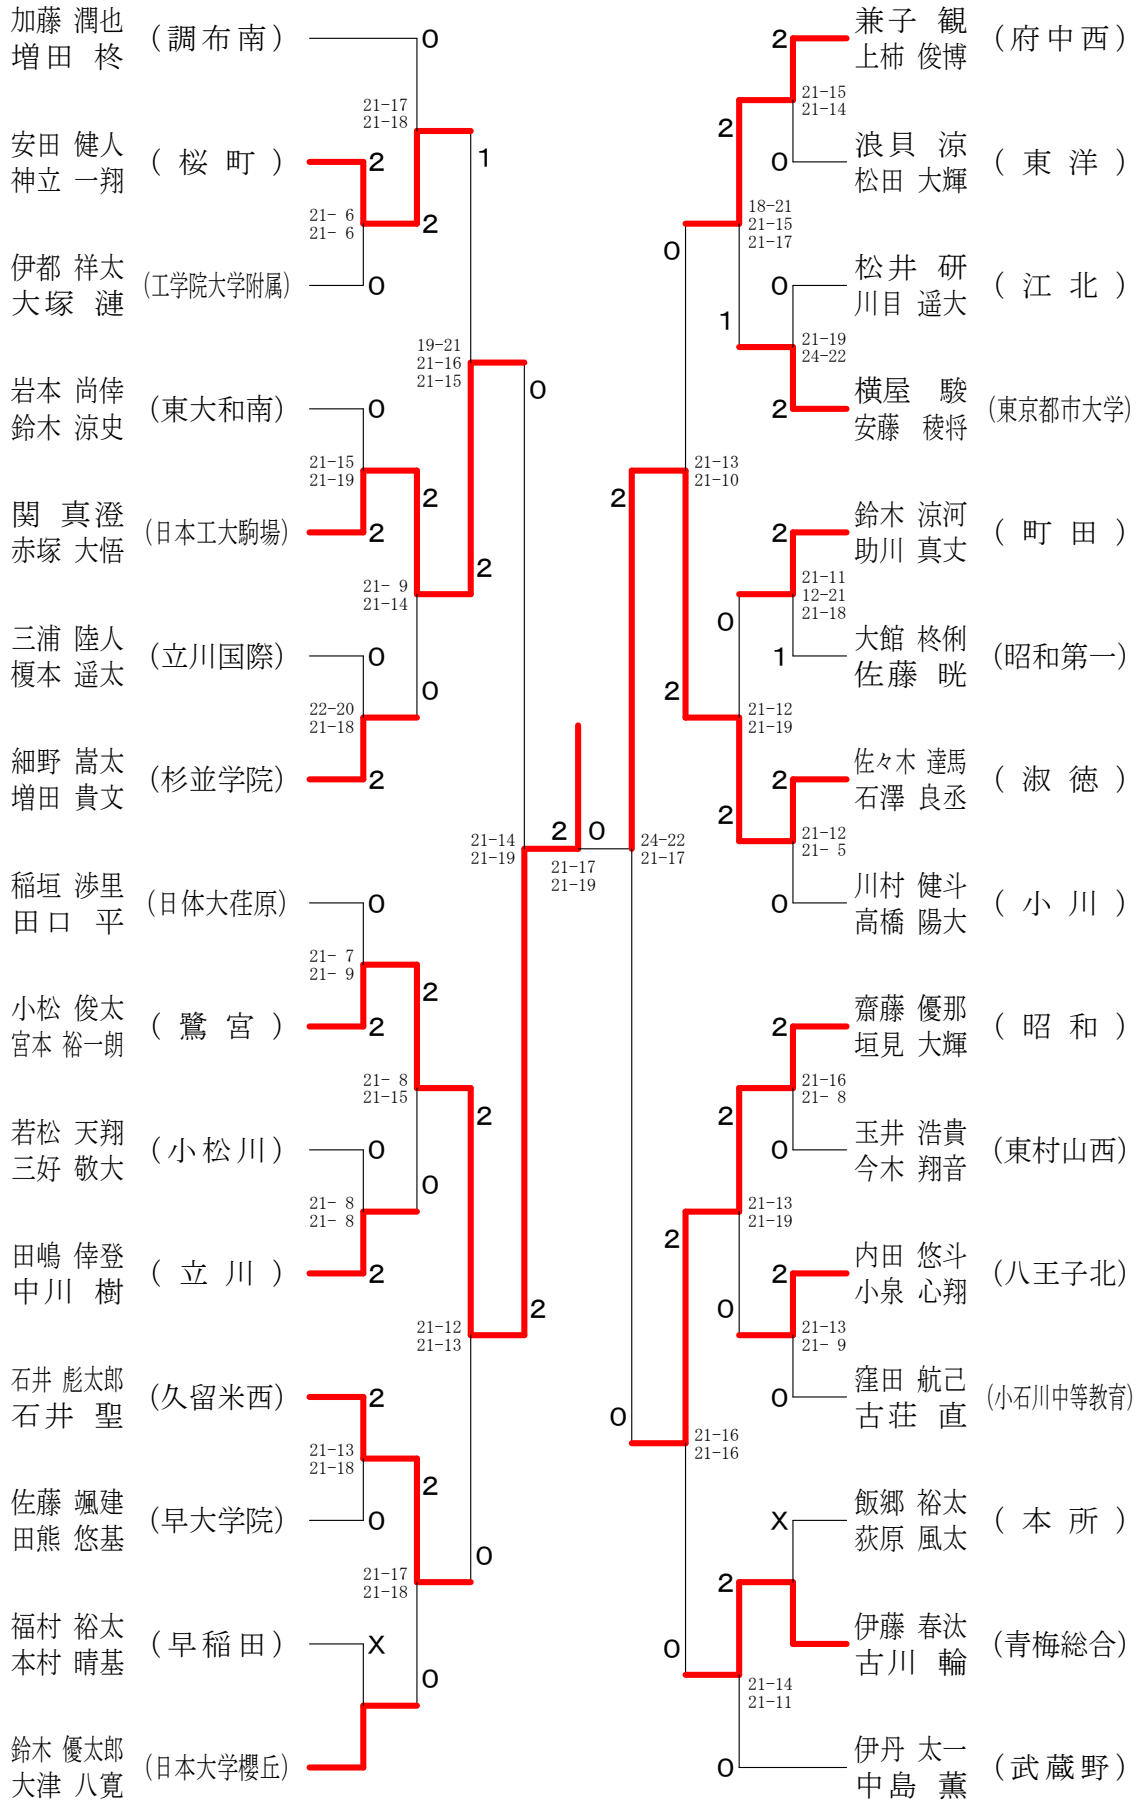 加藤 潤也
増田 柊
(調布南)
0
21-17
21-18
安田 健人
神立 一翔
(桜町)
2
1
21- 6
21- 6
2
伊都 祥太
大塚 漣
(工学院大学附属)
0
19-21
21-16
21-15
岩本 尚倖
鈴木 涼史
(東大和南)
0
0
21-15
21-19
2
関 真澄
赤塚 大悟
(日本工大駒場)
2
2
21- 9
21-14
三浦 陸人
榎本 遥太
(立川国際)
0
0
22-20
21-18
細野 嵩太
増田 貴文
(杉並学院)
2
21-14
21-19
稲垣 渉里
田口 平
(日体大荏原)
0
21- 7
21- 9
2
小松 俊太
宮本 裕一朗
(鷺宮)
2
21- 8
21-15
2
若松 天翔
三好 敬大
(小松川)
0
0
21- 8
21- 8
田嶋 倖登
中川 樹
(立川)
2
2
21-12
21-13
石井 彪太郎
石井 聖
(久留米西)
2
21-13
21-18
2
佐藤 颯建
田熊 悠基
(早大学院)
0
0
21-17
21-18
福村 裕太
本村 晴基
(早稲田)
X
0
鈴木 優太郎
大津 八寛
(日本大学櫻丘)
2 0
21-17
21-19
兼子 観
上柿 俊博
(府中西)
2
21-15
21-14
2
浪貝 涼
松田 大輝
(東洋)
0
18-21
21-15
21-17
0
松井 研
川目 遥大
(江北)
0
1
21-19
24-22
横屋 駿
安藤 稜将
(東京都市大学)
2
21-13
21-10
2
鈴木 涼河
助川 真丈
(町田)
2
21-11
12-21
21-18
0
大館 柊俐
佐藤 晄
(昭和第一)
1
2
21-12
21-19
佐々木 達馬
石澤 良丞
(淑徳)
2
2
21-12
21- 5
24-22
21-17
川村 健斗
高橋 陽大
(小川)
0
齋藤 優那
垣見 大輝
(昭和)
2
21-16
21- 8
2
玉井 浩貴
今木 翔音
(東村山西)
0
21-13
21-19
2
内田 悠斗
小泉 心翔
(八王子北)
2
0
21-13
21- 9
窪田 航己
古荘 直
(小石川中等教育)
0
0
21-16
21-16
飯郷 裕太
荻原 風太
(本所)
X
2
伊藤 春汰
古川 輪
(青梅総合)
0
21-14
21-11
伊丹 太一
中島 薫
(武蔵野)
0